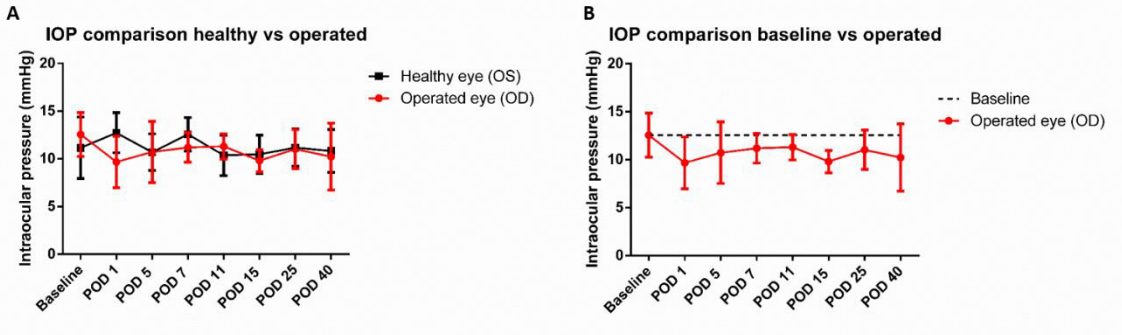 A
IOP comparison healthy vs operated
Intraocular pressure (mmHg)
20
15
10
5
0
Baseline
POD 1
POD 5
POD 7
POD 11
POD 15
POD 25
POD 40
Healthy eye (OS)
Operated eye (OD)
B
IOP comparison baseline vs operated
Intraocular pressure (mmHg)
20
15
10
5
0
Baseline
POD 1
POD 5
POD 7
POD 11
POD 15
POD 25
POD 40
Baseline
Operated eye (OD)